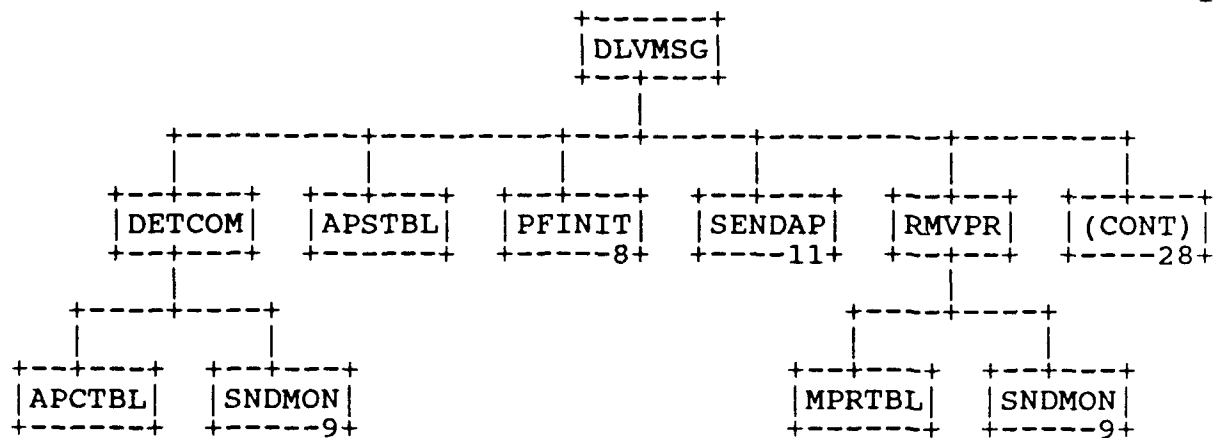 DLVMSG
DETCOM APSTBL PFINIT SENDAP RMVPR (CONT)
8 11 28
APCTBL SNDMON MPRTBL SNDMON
9 9